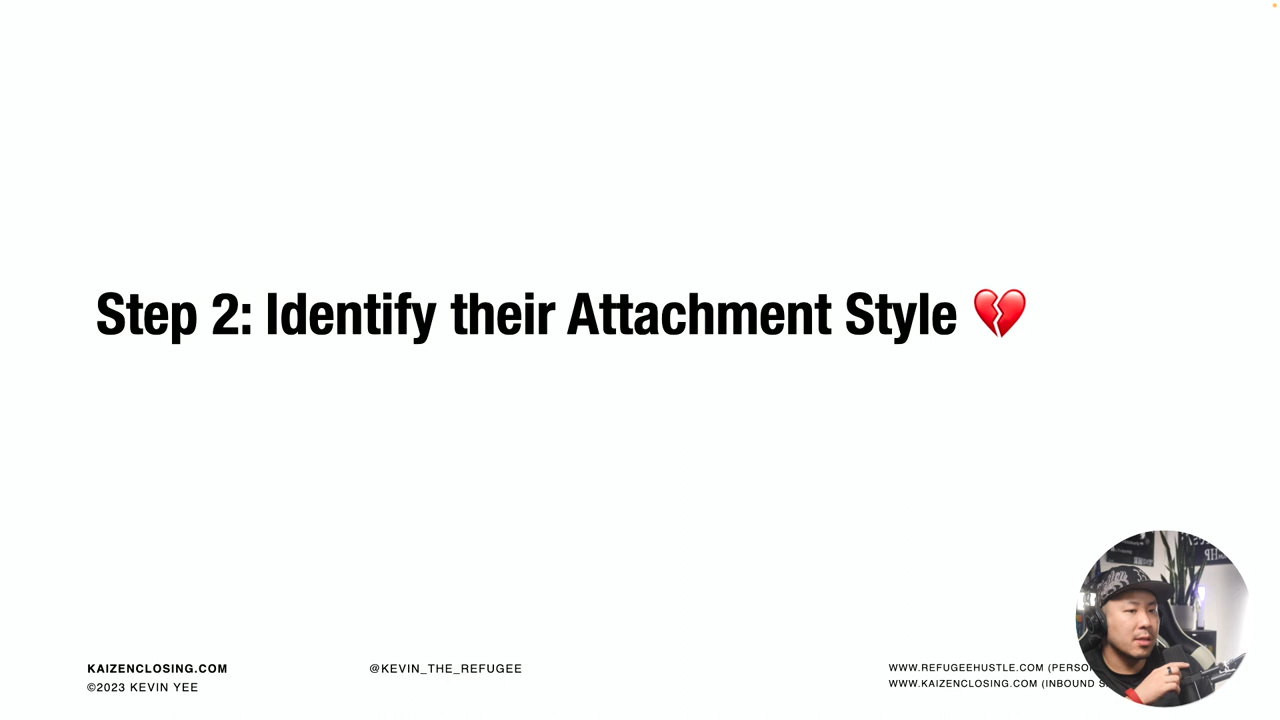 Step 2: Identify their Attachment Style 💔
KAIZENCLOSING.COM
©2023 KEVIN YEE
@KEVIN_THE_REFUGEE
WWW.REFUGEEHUSTLE.COM
WWW.KAIZENCLOSING.COM (INBOUND